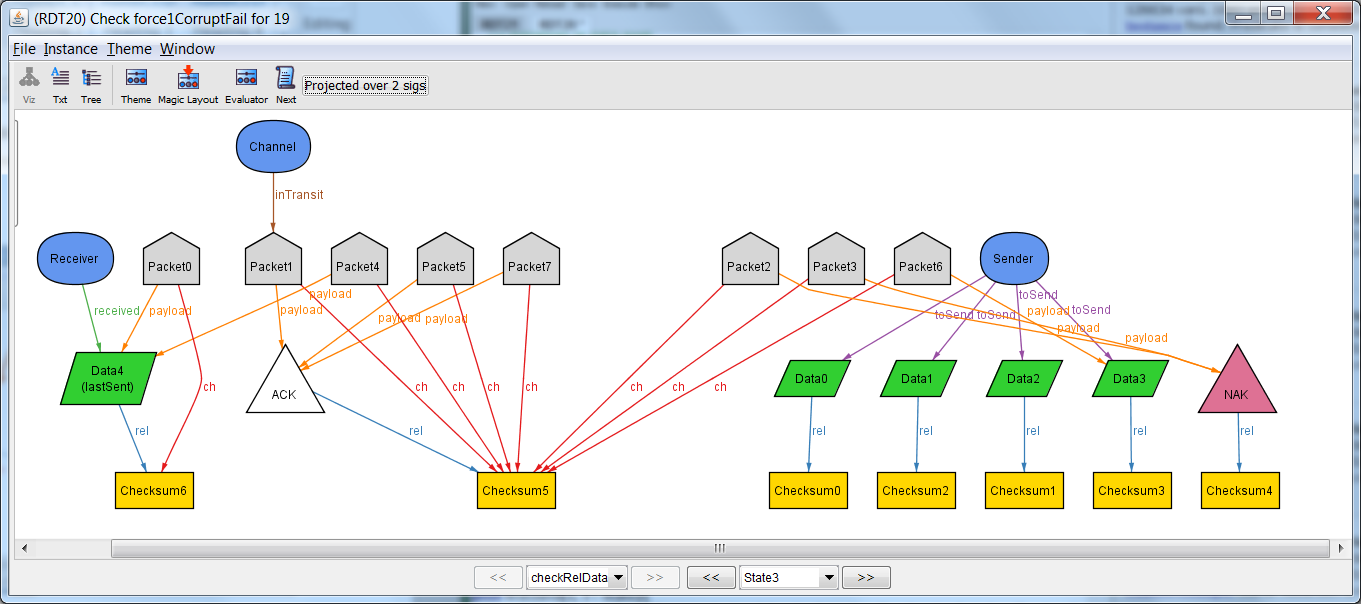 (RDT20) Check force1CorruptFail for 19
File Instance Theme Window
Viz Txt Tree Theme Magic Layout Evaluator Next Projected over 2 sigs
Channel
inTransit
Receiver Packet0 Packet1 Packet4 Packet5 Packet7 Packet2 Packet3 Packet6 Sender
received payload payload payload payload payload toSend toSend toSend payload toSend payload payload
Data4
(lastSent)
ch ACK ch ch ch ch ch ch ch Data0 Data1 Data2 Data3 NAK
rel rel rel rel rel rel rel
Checksum6 Checksum5 Checksum0 Checksum2 Checksum1 Checksum3 Checksum4
<< checkRelData >> << State3 >>